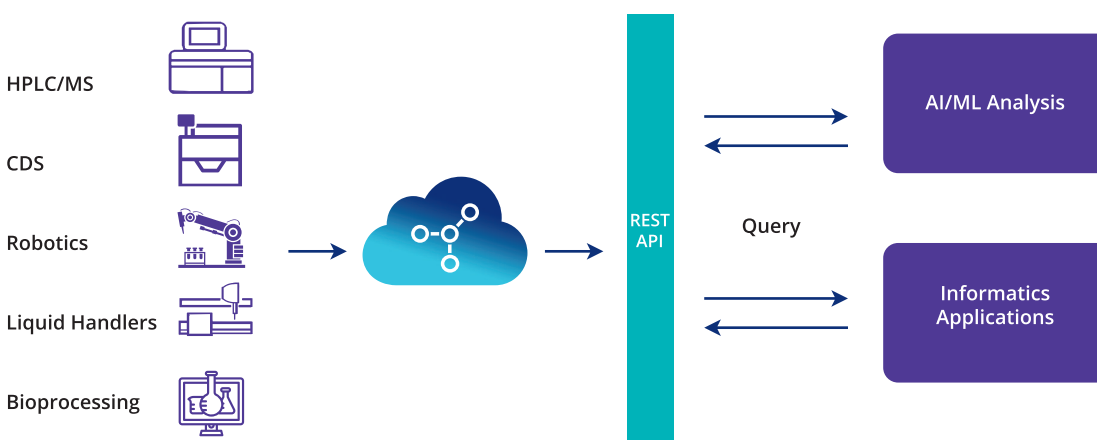 HPLC/MS
CDS
Robotics
Liquid Handlers
Bioprocessing
REST
API
Query
AI/ML Analysis
Informatics
Applications